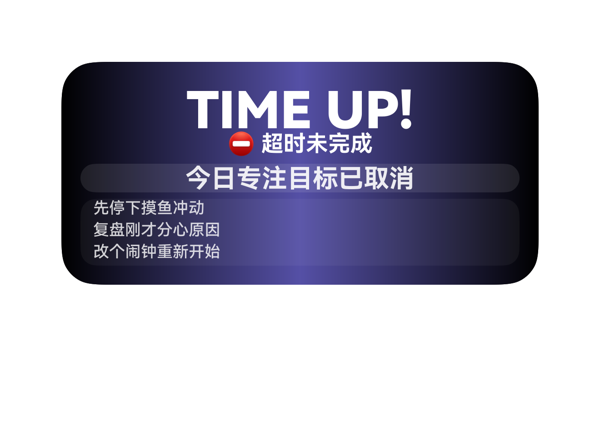 TIME UP!
⛔ 超时未完成
今日专注目标已取消
先停下摸鱼冲动
复盘刚才分心原因
改个闹钟重新开始